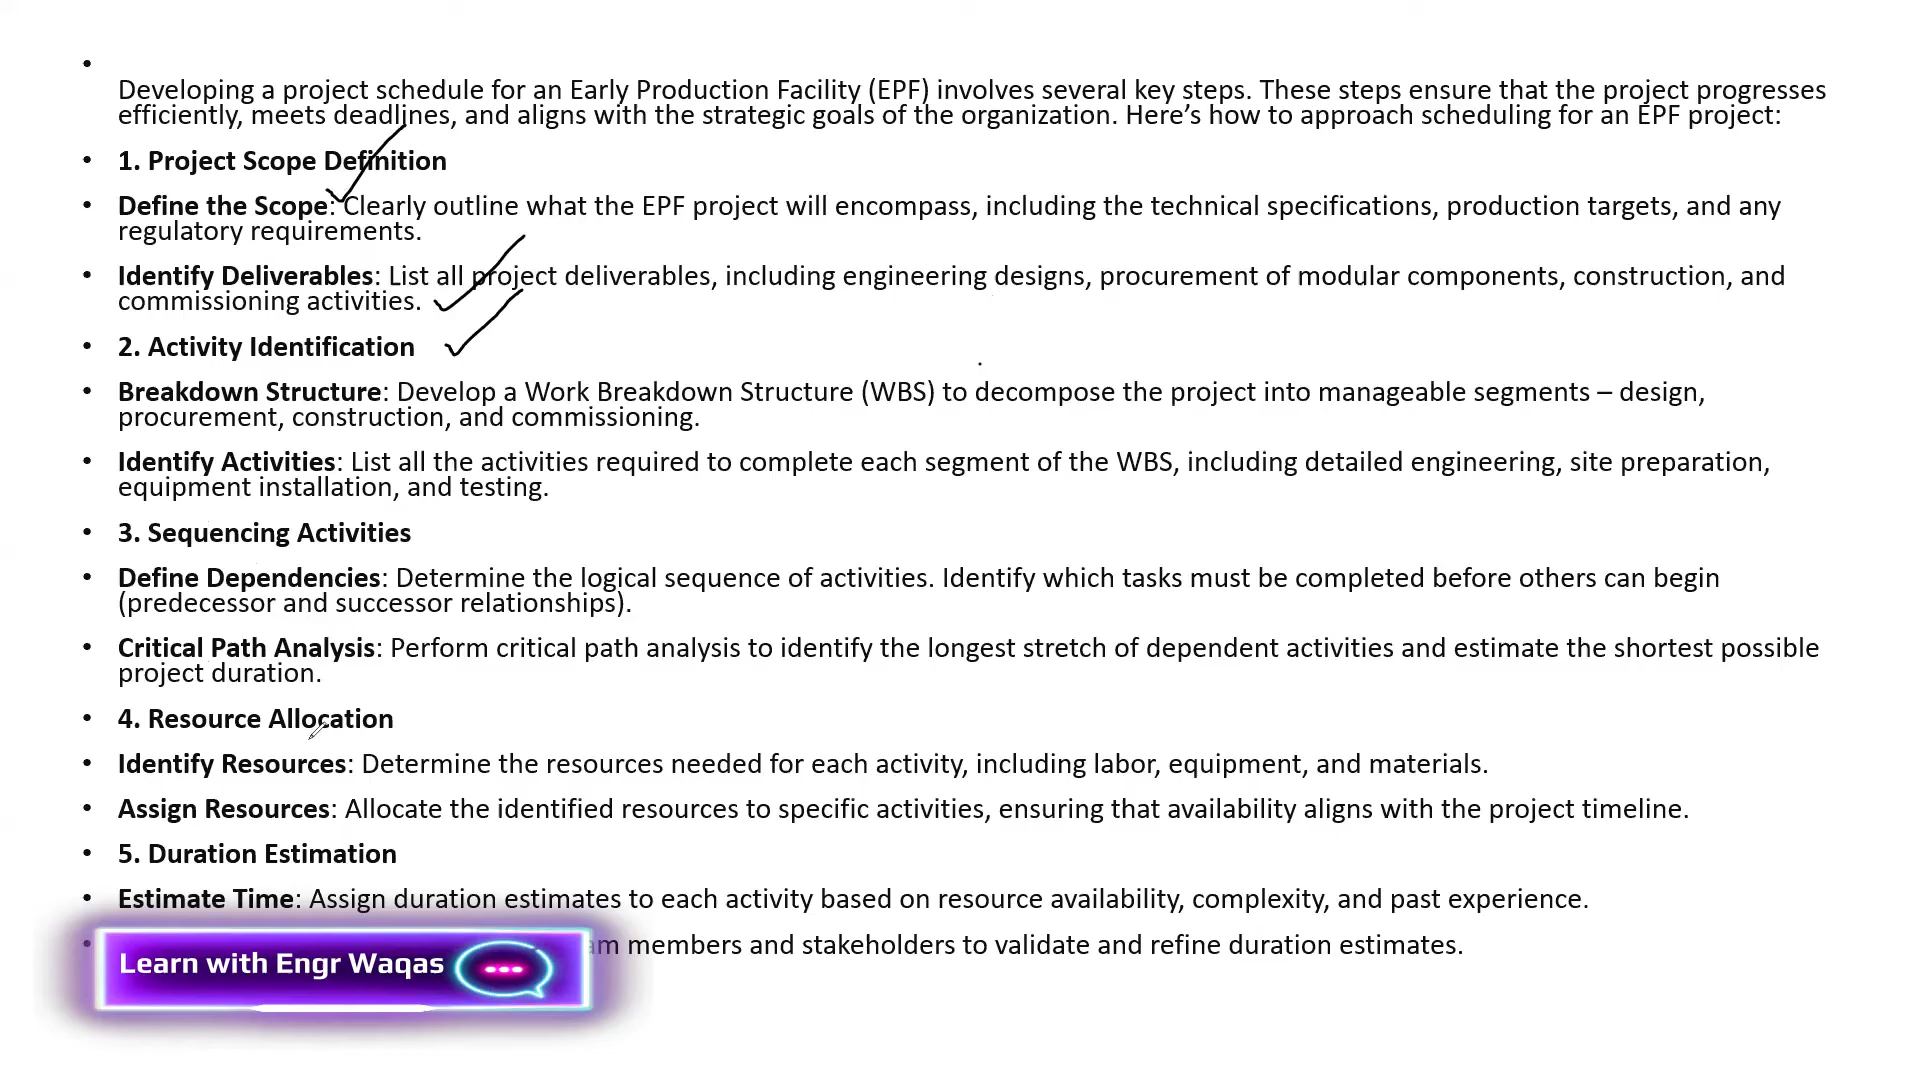 Developing a project schedule for an Early Production Facility (EPF) involves several key steps. These steps ensure that the project progresses
efficiently, meets deadlines, and aligns with the strategic goals of the organization. Here’s how to approach scheduling for an EPF project:
• 1. Project Scope Definition
• Define the Scope: Clearly outline what the EPF project will encompass, including the technical specifications, production targets, and any
regulatory requirements.
• Identify Deliverables: List all project deliverables, including engineering designs, procurement of modular components, construction, and
commissioning activities.
• 2. Activity Identification
• Breakdown Structure: Develop a Work Breakdown Structure (WBS) to decompose the project into manageable segments – design,
procurement, construction, and commissioning.
• Identify Activities: List all the activities required to complete each segment of the WBS, including detailed engineering, site preparation,
equipment installation, and testing.
• 3. Sequencing Activities
• Define Dependencies: Determine the logical sequence of activities. Identify which tasks must be completed before others can begin
(predecessor and successor relationships).
• Critical Path Analysis: Perform critical path analysis to identify the longest stretch of dependent activities and estimate the shortest possible
project duration.
• 4. Resource Allocation
• Identify Resources: Determine the resources needed for each activity, including labor, equipment, and materials.
• Assign Resources: Allocate the identified resources to specific activities, ensuring that availability aligns with the project timeline.
• 5. Duration Estimation
• Estimate Time: Assign duration estimates to each activity based on resource availability, complexity, and past experience.
• members and stakeholders to validate and refine duration estimates.
Learn with Engr Waqas